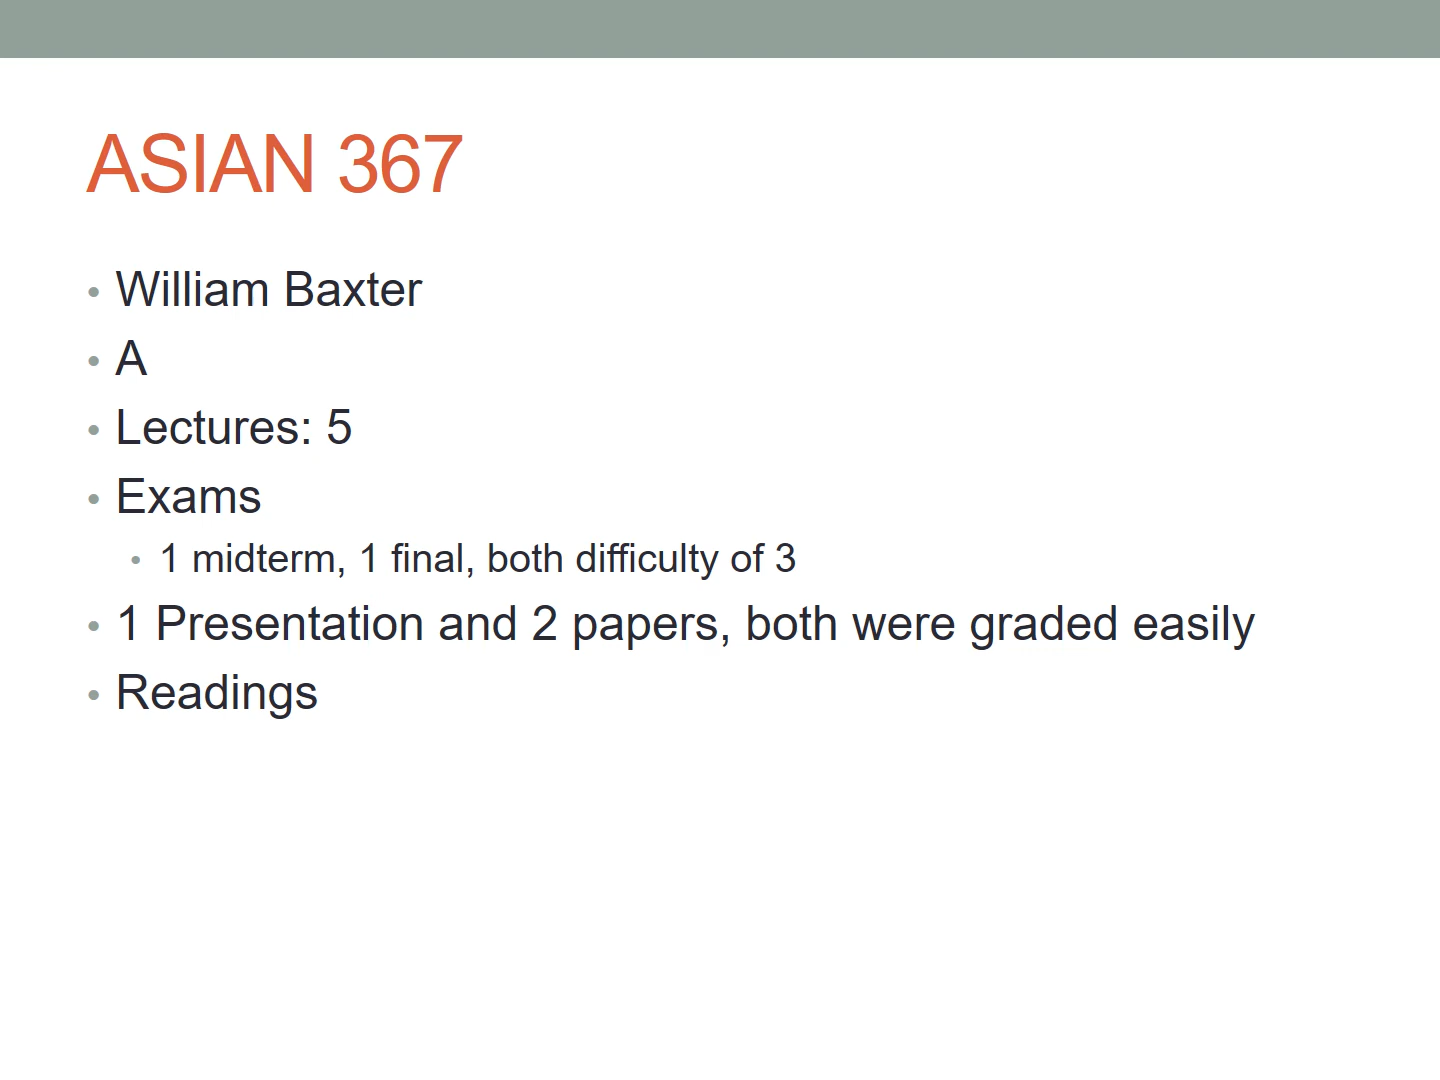 ASIAN 367
• William Baxter
• A
• Lectures: 5
• Exams
• 1 midterm, 1 final, both difficulty of 3
• 1 Presentation and 2 papers, both were graded easily
• Readings